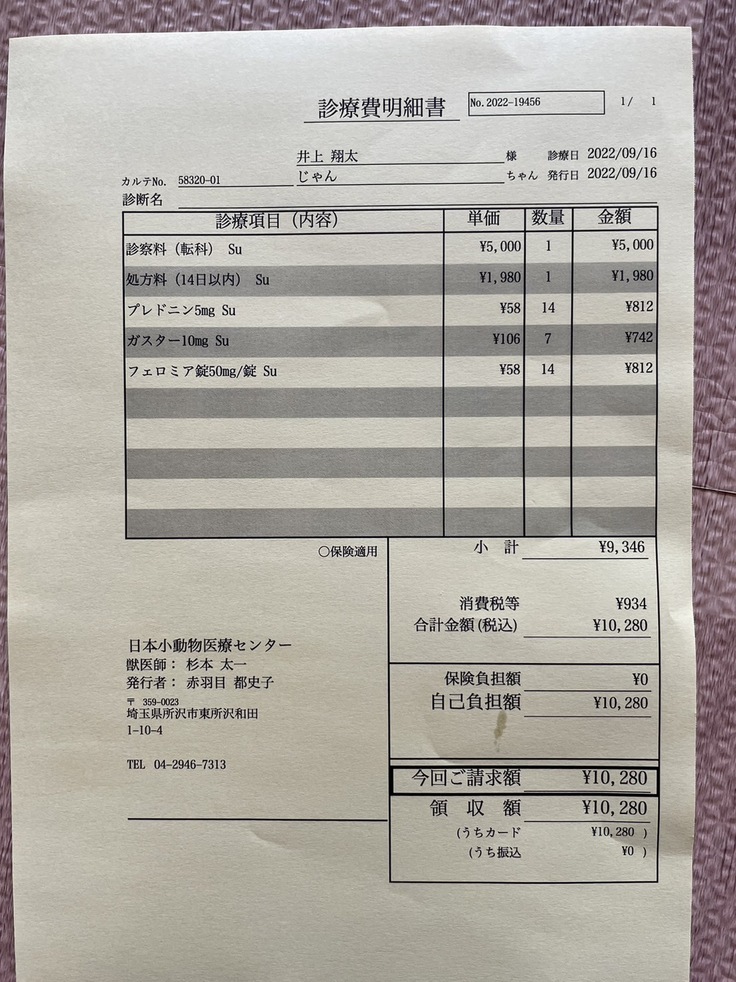 診療費明細書
No.2022-19456
1/ 1
井上 翔太 様 診療日 2022/09/16
カルテNo. 58320-01 じゃん ちゃん 発行日 2022/09/16
診断名
診療項目(内容) 単価 数量 金額
診察料(転科) Su ¥5,000 1 ¥5,000
処方料(14日以内) Su ¥1,980 1 ¥1,980
プレドニン5mg Su ¥58 14 ¥812
ガスター10mg Su ¥106 7 ¥742
フェロミア錠50mg/錠 Su ¥58 14 ¥812
○保険適用
小 計 ¥9,346
消費税等 ¥934
合計金額(税込) ¥10,280
保険負担額 ¥0
自己負担額 ¥10,280
今回ご請求額 ¥10,280
領 収 額 ¥10,280
(うちカード ¥10,280 )
(うち振込 ¥0 )
日本小動物医療センター
獣医師: 杉本 太一
発行者: 赤羽目 都史子
〒 359-0023
埼玉県所沢市東所沢和田
1-10-4
TEL 04-2946-7313